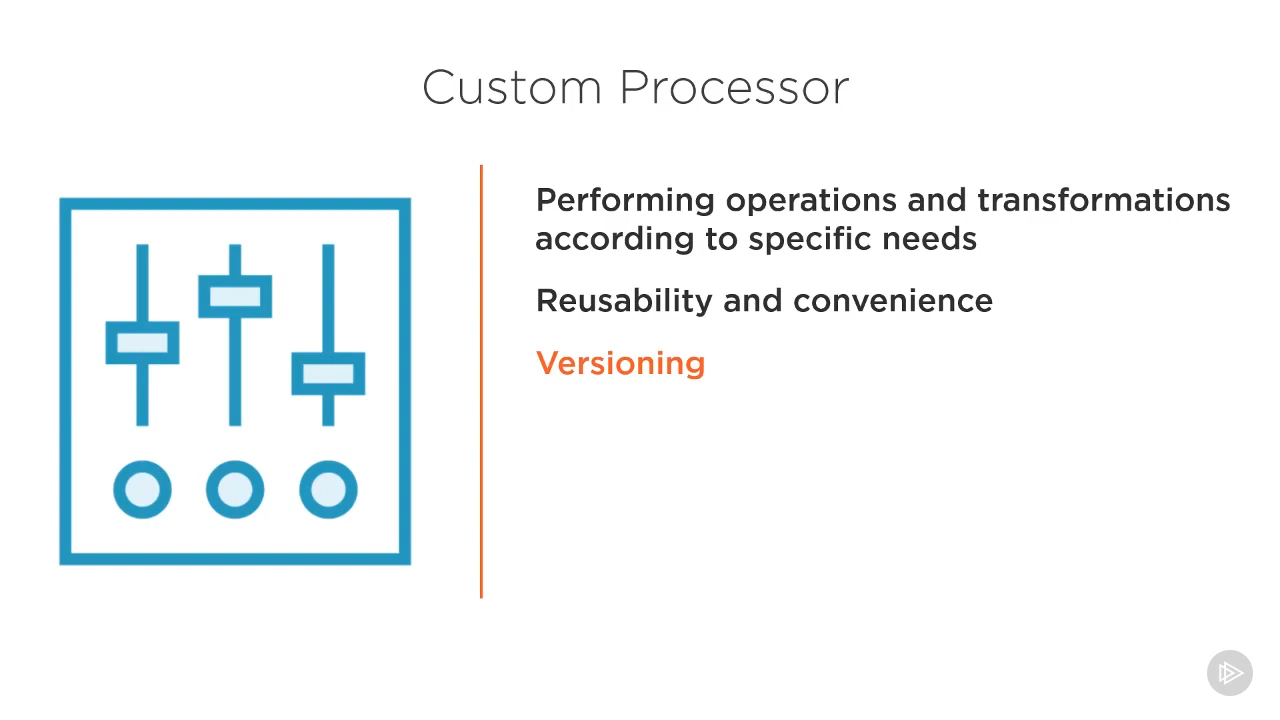 Custom Processor
Performing operations and transformations
according to specific needs
Reusability and convenience
Versioning